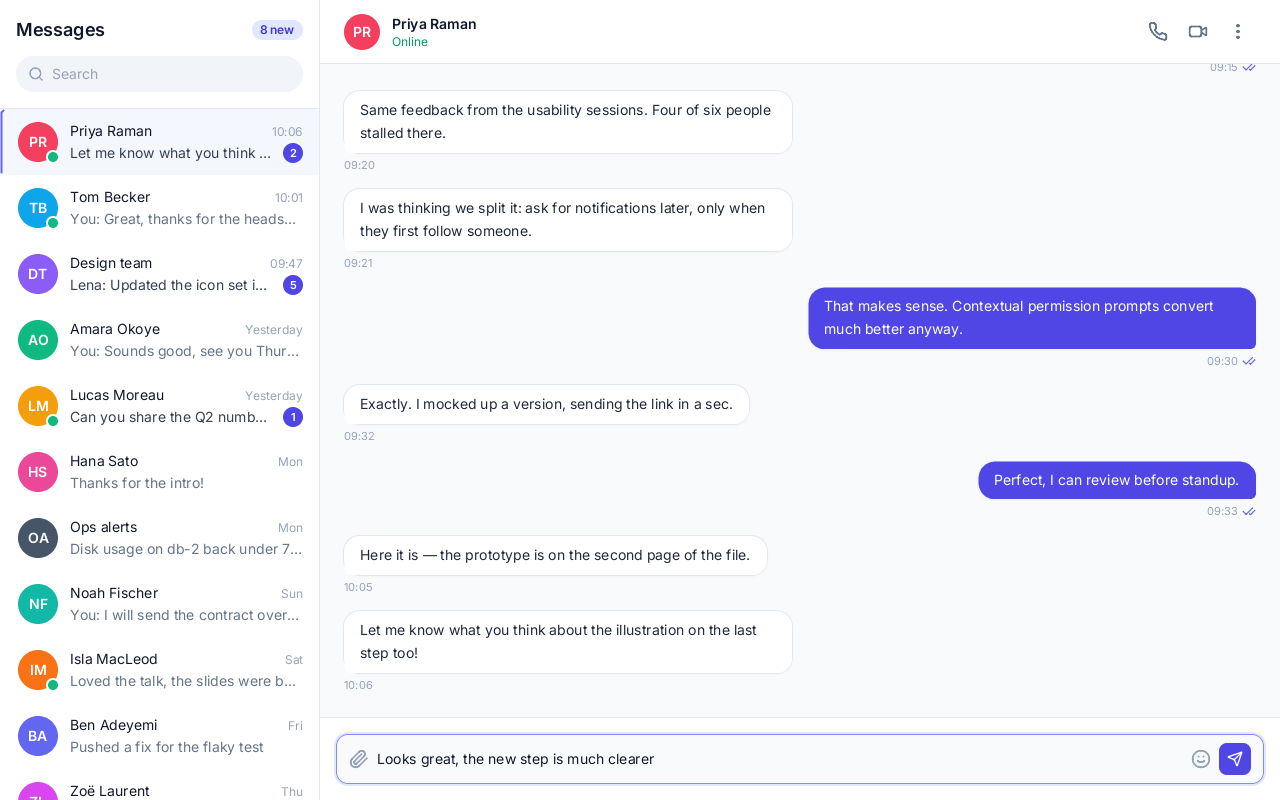 Messages
8 new
Search
PR
Priya Raman
10:06
Let me know what you think ...
2
TB
Tom Becker
10:01
You: Great, thanks for the heads...
DT
Design team
09:47
Lena: Updated the icon set i...
5
AO
Amara Okoye
Yesterday
You: Sounds good, see you Thur...
LM
Lucas Moreau
Yesterday
Can you share the Q2 numb...
1
HS
Hana Sato
Mon
Thanks for the intro!
OA
Ops alerts
Mon
Disk usage on db-2 back under 7...
NF
Noah Fischer
Sun
You: I will send the contract over...
IM
Isla MacLeod
Sat
Loved the talk, the slides were b...
BA
Ben Adeyemi
Fri
Pushed a fix for the flaky test
ZL
Zoë Laurent
Thu
PR
Priya Raman
Online
09:15
Same feedback from the usability sessions. Four of six people
stalled there.
09:20
I was thinking we split it: ask for notifications later, only when
they first follow someone.
09:21
That makes sense. Contextual permission prompts convert
much better anyway.
09:30
Exactly. I mocked up a version, sending the link in a sec.
09:32
Perfect, I can review before standup.
09:33
Here it is — the prototype is on the second page of the file.
10:05
Let me know what you think about the illustration on the last
step too!
10:06
Looks great, the new step is much clearer